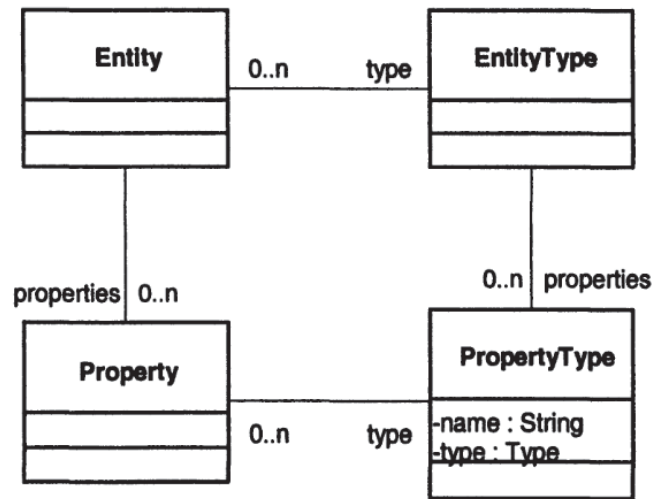 Entity
EntityType
0..n type
properties 0..n
0..n properties
Property
PropertyType
0..n type
-name : String
-type : Type